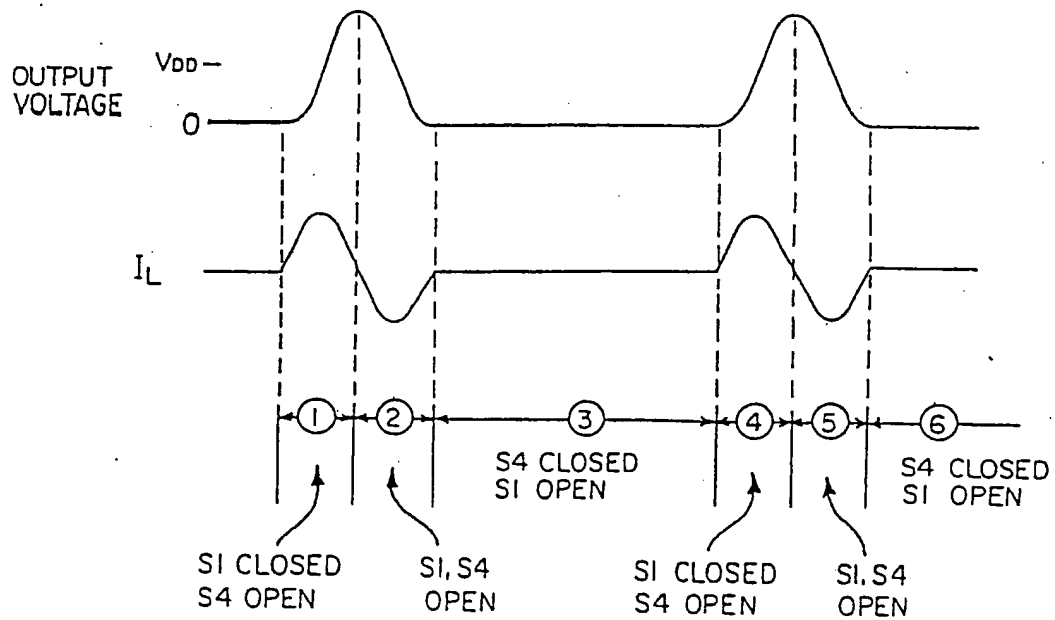 VDD
OUTPUT
VOLTAGE
0
IL
1
2
3
4
5
6
S4 CLOSED
S1 OPEN
S4 CLOSED
S1 OPEN
S1 CLOSED
S4 OPEN
S1, S4
OPEN
S1 CLOSED
S4 OPEN
S1, S4
OPEN